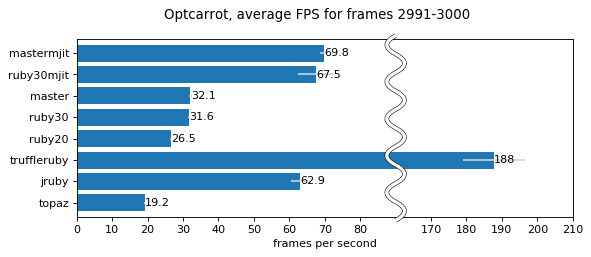 Optcarrot, average FPS for frames 2991-3000
mastermjit 69.8
ruby30mjit 67.5
master 32.1
ruby30 31.6
ruby20 26.5
truffleruby 188
jruby 62.9
topaz 19.2
0 10 20 30 40 50 60 70 80 170 180 190 200 210
frames per second